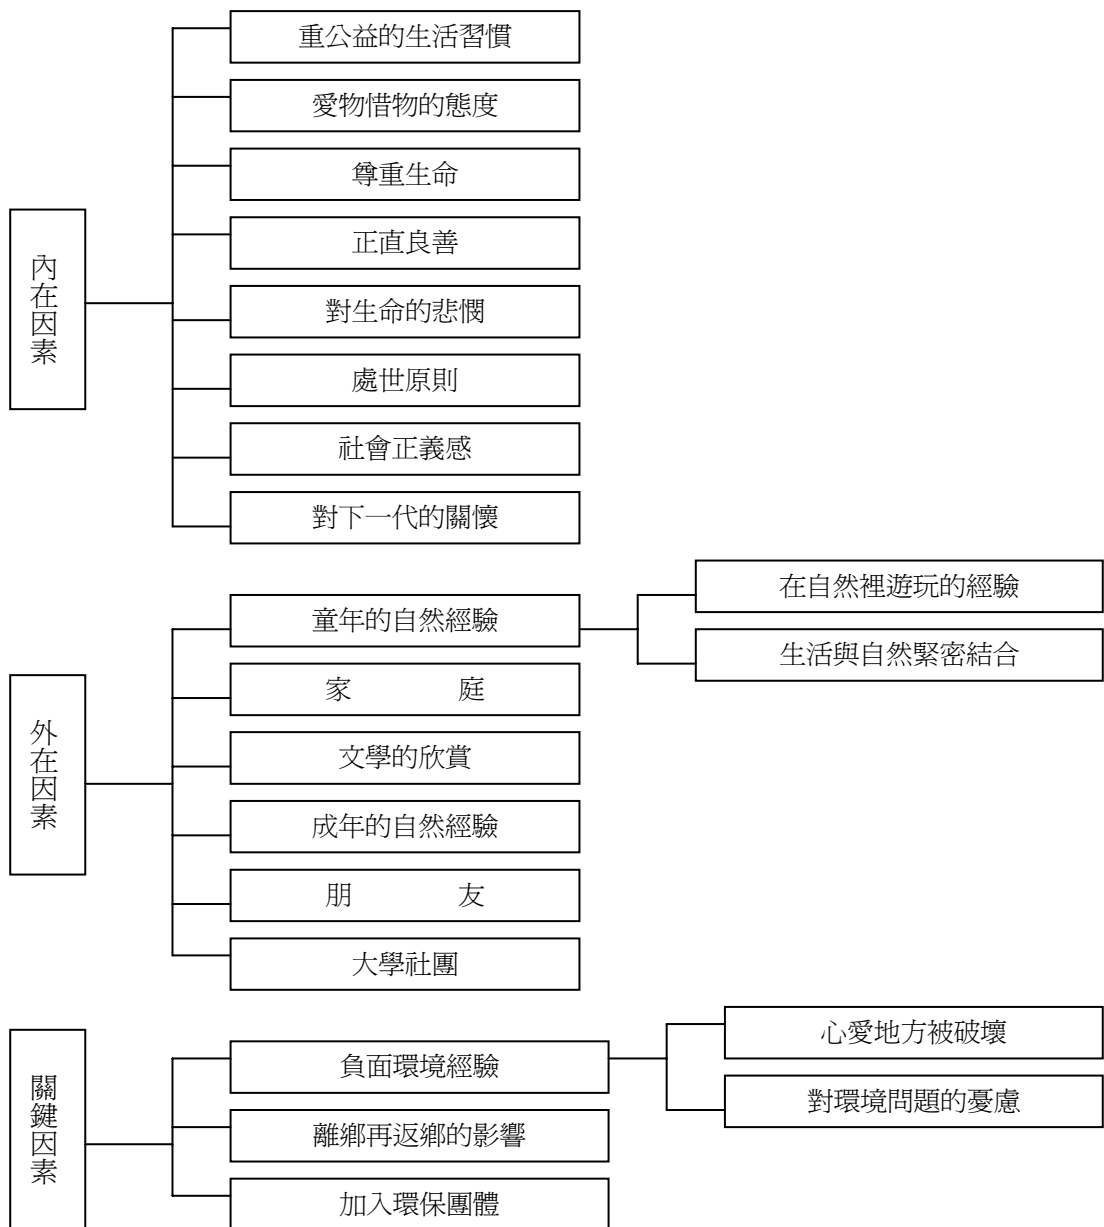 內在因素
重公益的生活習慣
愛物惜物的態度
尊重生命
正直良善
對生命的悲憫
處世原則
社會正義感
對下一代的關懷
外在因素
童年的自然經驗
在自然裡遊玩的經驗
生活與自然緊密結合
家 庭
文學的欣賞
成年的自然經驗
朋 友
大學社團
關鍵因素
負面環境經驗
心愛地方被破壞
對環境問題的憂慮
離鄉再返鄉的影響
加入環保團體